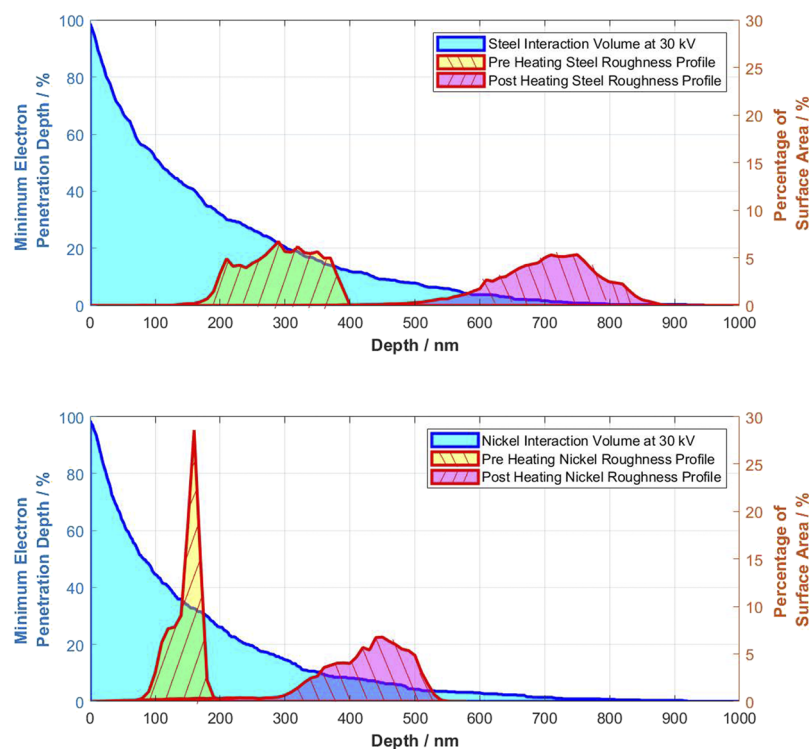 100
80
60
40
20
0
Minimum Electron
Penetration Depth / %
Steel Interaction Volume at 30 kV
Pre Heating Steel Roughness Profile
Post Heating Steel Roughness Profile
30
25
20
15
10
5
0
Percentage of
Surface Area / %
0 100 200 300 400 500 600 700 800 900 1000
Depth / nm
100
80
60
40
20
0
Minimum Electron
Penetration Depth / %
Nickel Interaction Volume at 30 kV
Pre Heating Nickel Roughness Profile
Post Heating Nickel Roughness Profile
30
25
20
15
10
5
0
Percentage of
Surface Area / %
0 100 200 300 400 500 600 700 800 900 1000
Depth / nm